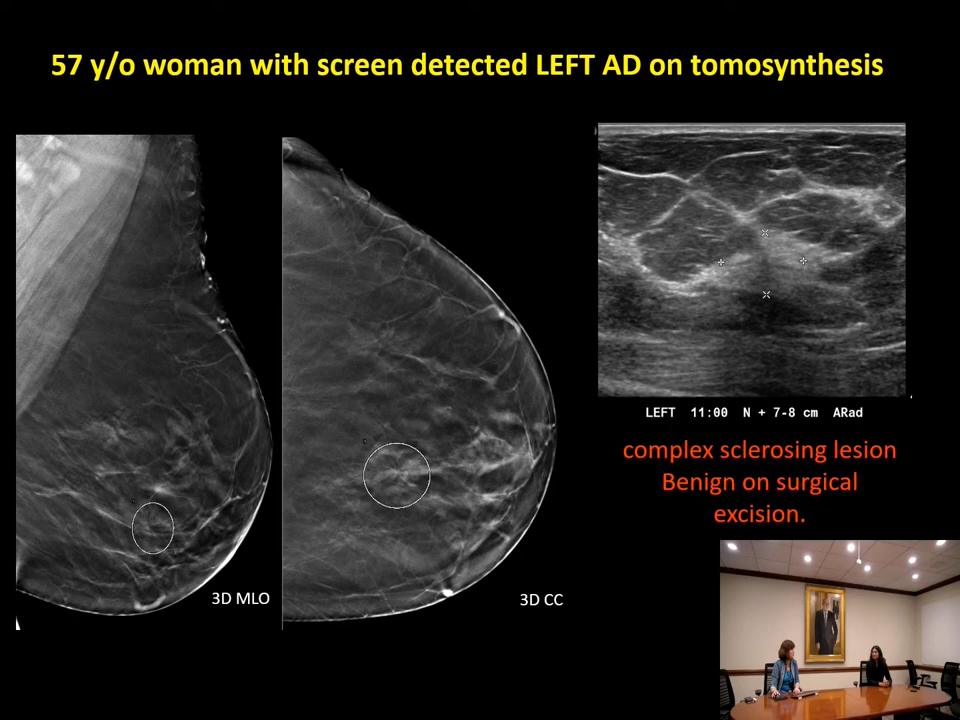 57 y/o woman with screen detected LEFT AD on tomosynthesis
3D MLO
3D CC
LEFT 11:00 N + 7-8 cm ARad
complex sclerosing lesion
Benign on surgical
excision.